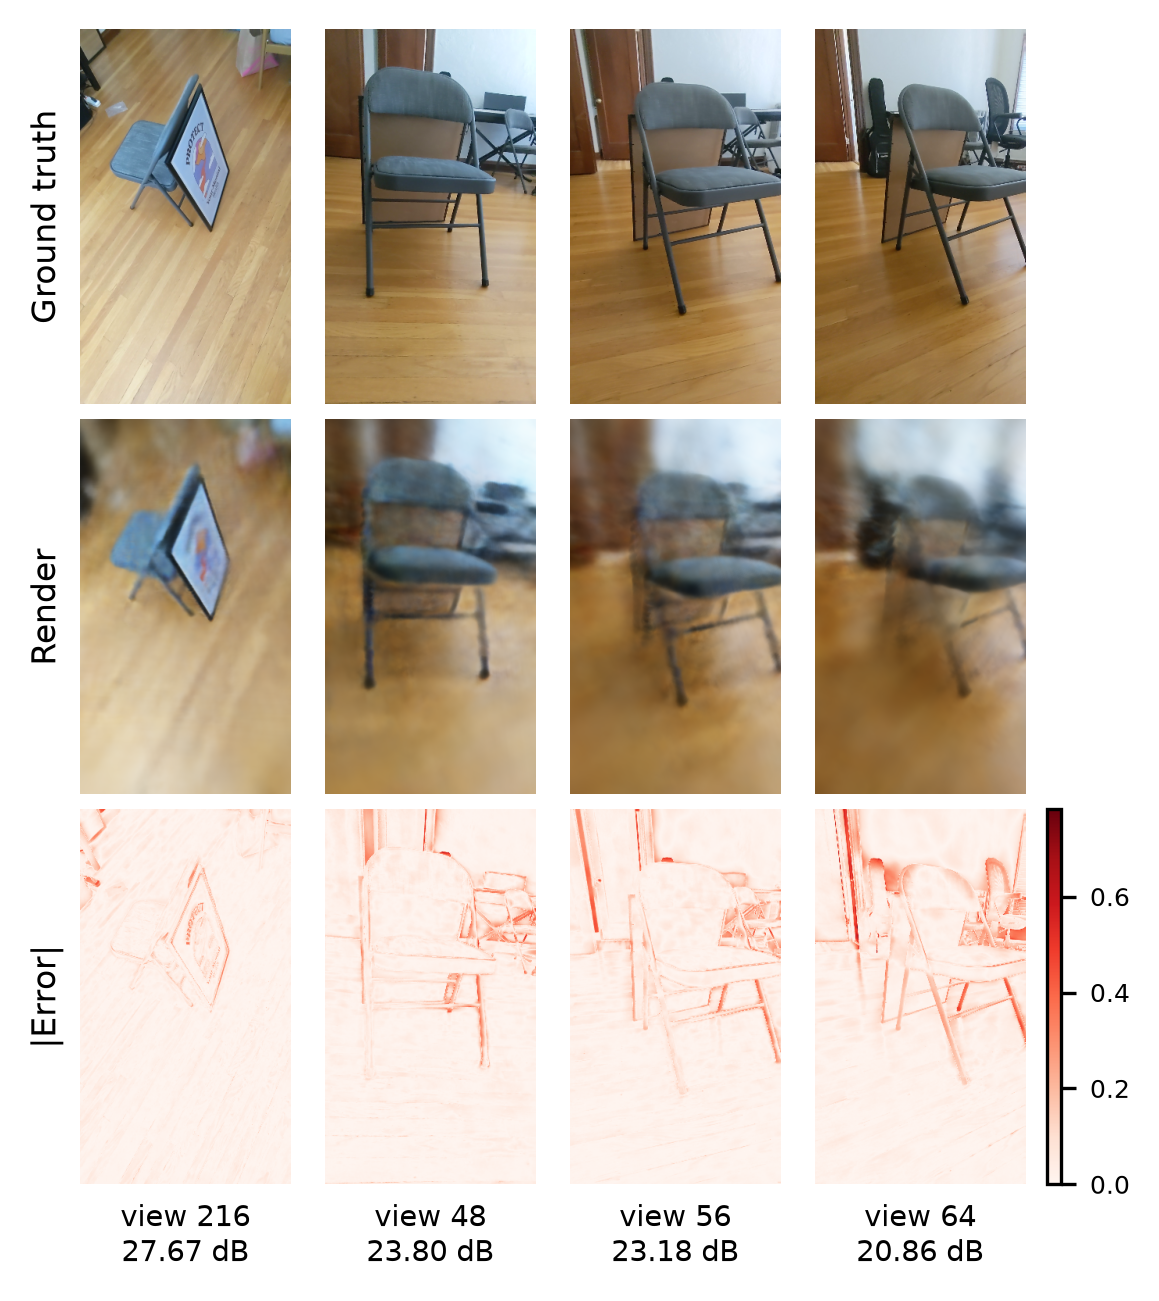 Ground truth
PROTECT
Render
|Error|
0.6
0.4
0.2
0.0
view 216
27.67 dB
view 48
23.80 dB
view 56
23.18 dB
view 64
20.86 dB